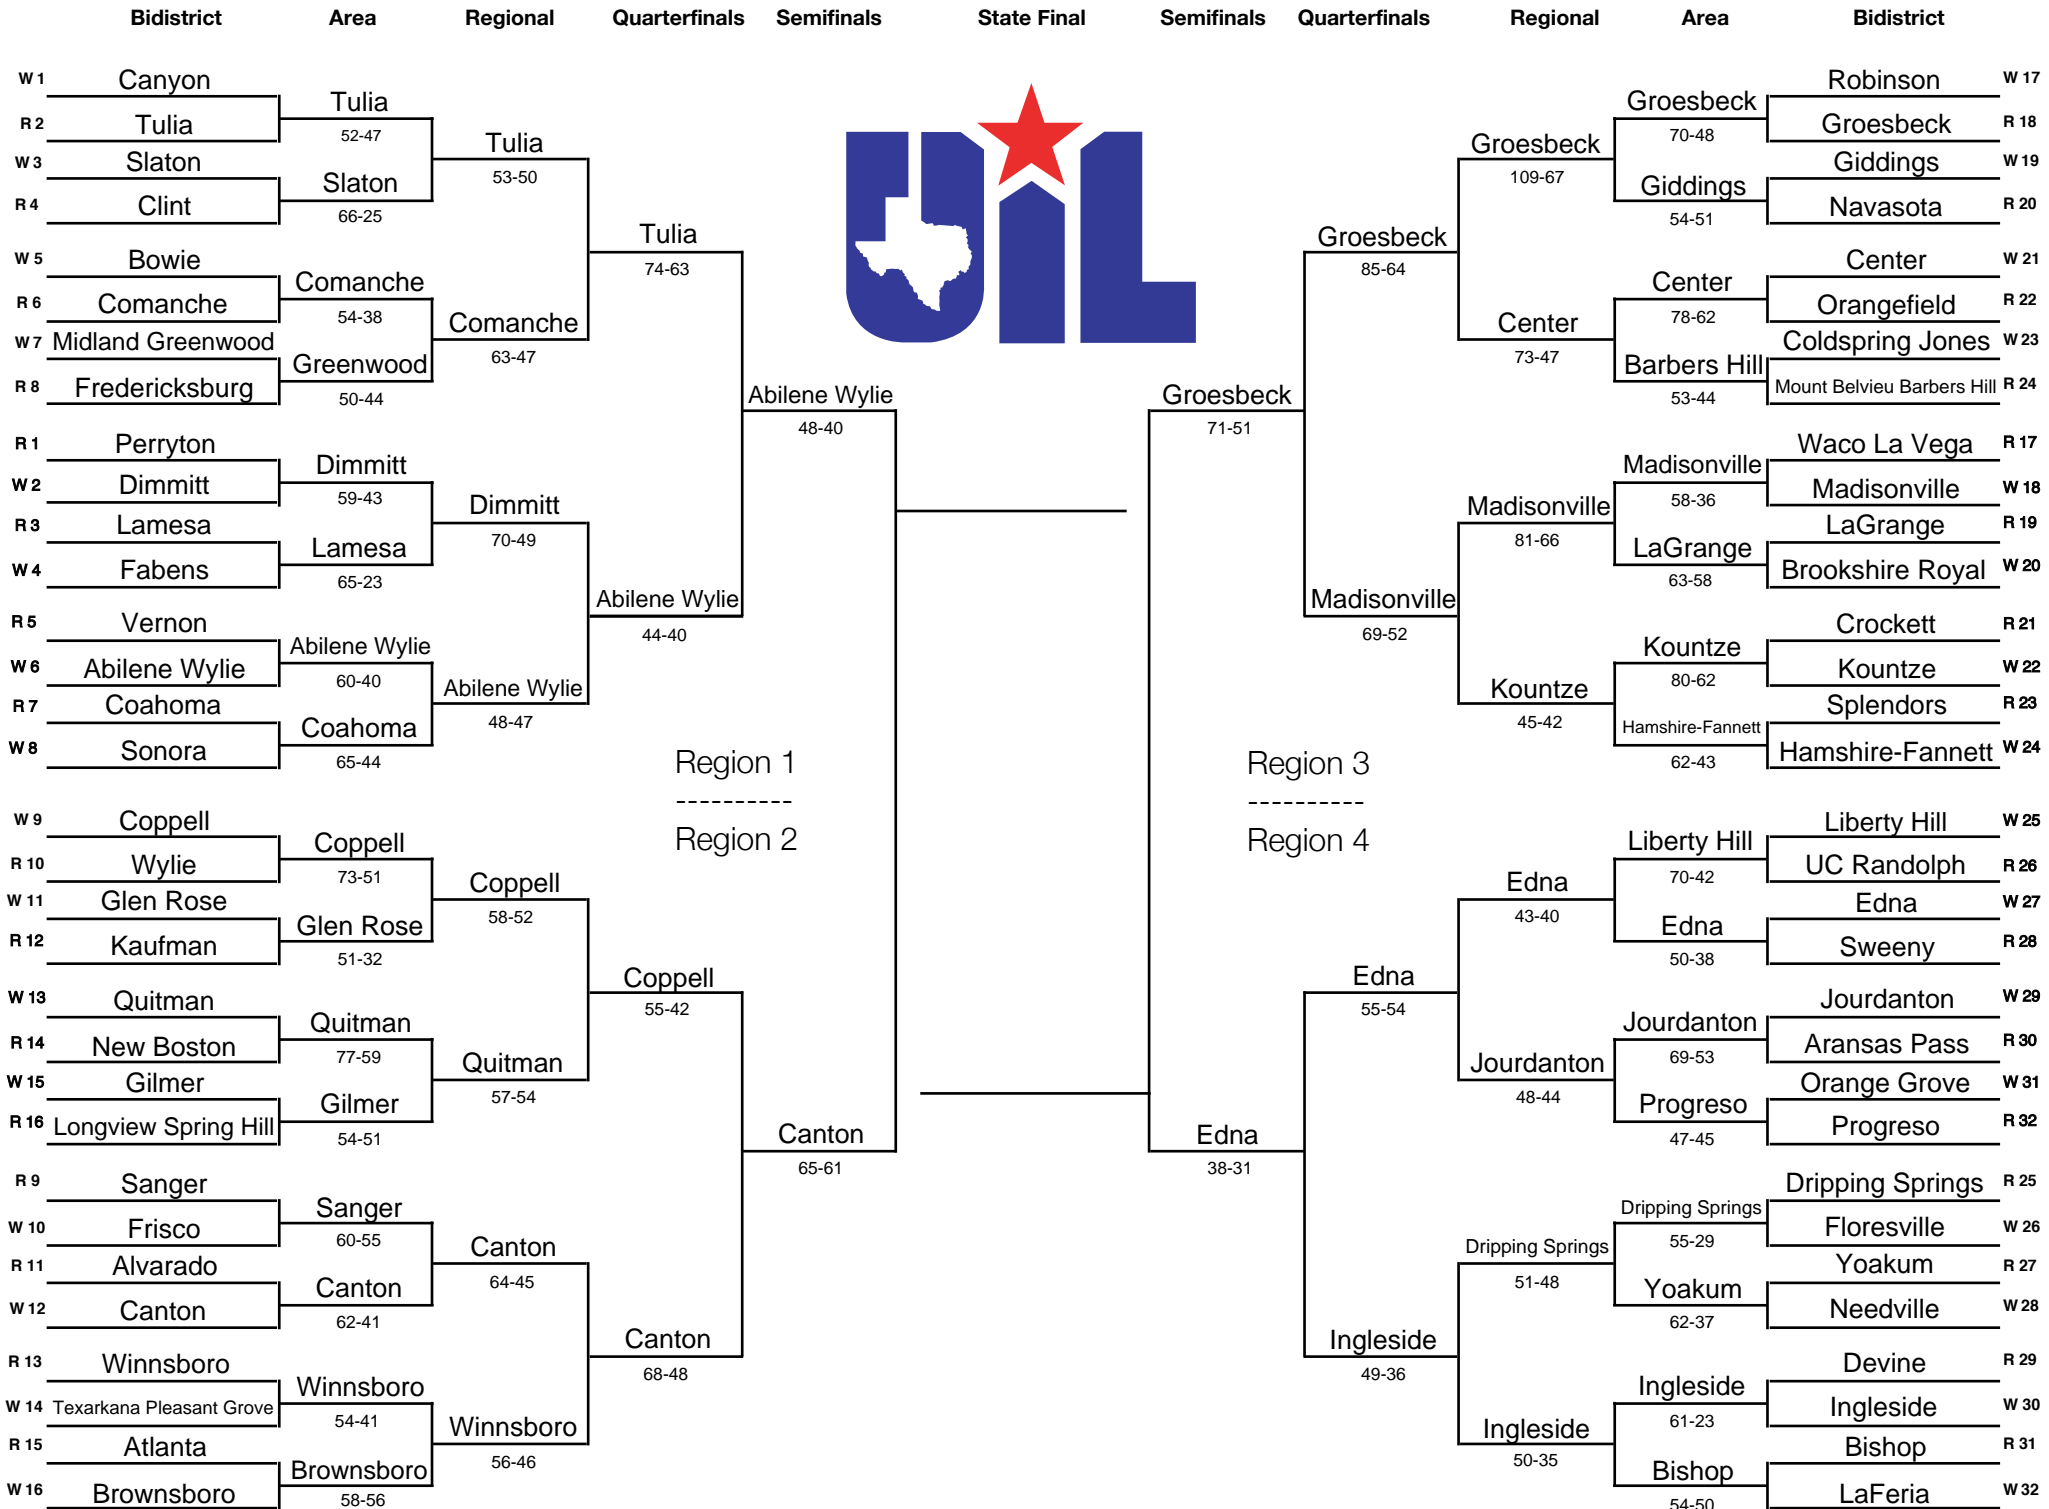 Bidistrict Area Regional Quarterfinals Semifinals State Final Semifinals Quarterfinals Regional Area Bidistrict
W 1 Canyon
Tulia
R 2 Tulia
52-47
Tulia
W 3 Slaton
53-50
Slaton
R 4 Clint
66-25
Tulia
W 5 Bowie
74-63
Comanche
R 6 Comanche
54-38
Comanche
W 7 Midland Greenwood
63-47
Greenwood
R 8 Fredericksburg
50-44
Abilene Wylie
48-40
R 1 Perryton
Dimmitt
W 2 Dimmitt
59-43
Dimmitt
R 3 Lamesa
70-49
Lamesa
W 4 Fabens
65-23
Abilene Wylie
R 5 Vernon
44-40
Abilene Wylie
W 6 Abilene Wylie
60-40
Abilene Wylie
R 7 Coahoma
48-47
Coahoma
W 8 Sonora
65-44
Region 1
----------
Region 2
W 9 Coppell
Coppell
R 10 Wylie
73-51
Coppell
W 11 Glen Rose
58-52
Glen Rose
R 12 Kaufman
51-32
Coppell
W 13 Quitman
55-42
Quitman
R 14 New Boston
77-59
Quitman
W 15 Gilmer
57-54
Gilmer
R 16 Longview Spring Hill
54-51
Canton
65-61
R 9 Sanger
Sanger
W 10 Frisco
60-55
Canton
R 11 Alvarado
64-45
Canton
W 12 Canton
62-41
Canton
R 13 Winnsboro
68-48
Winnsboro
W 14 Texarkana Pleasant Grove
54-41
Winnsboro
R 15 Atlanta
56-46
Brownsboro
W 16 Brownsboro
58-56
UIL
Robinson W 17
Groesbeck
Groesbeck R 18
70-48
Groesbeck
Giddings W 19
109-67
Giddings
Navasota R 20
54-51
Groesbeck
Center W 21
85-64
Center
Orangefield R 22
78-62
Center
Coldspring Jones W 23
73-47
Barbers Hill
Mount Belvieu Barbers Hill R 24
53-44
Groesbeck
71-51
Waco La Vega R 17
Madisonville
Madisonville W 18
58-36
Madisonville
LaGrange R 19
81-66
LaGrange
Brookshire Royal W 20
63-58
Madisonville
Crockett R 21
69-52
Kountze
Kountze W 22
80-62
Kountze
Splendors R 23
45-42
Hamshire-Fannett
Hamshire-Fannett W 24
62-43
Region 3
----------
Region 4
Liberty Hill W 25
Liberty Hill
UC Randolph R 26
70-42
Edna
Edna W 27
43-40
Edna
Sweeny R 28
50-38
Edna
Jourdanton W 29
55-54
Jourdanton
Aransas Pass R 30
69-53
Jourdanton
Orange Grove W 31
48-44
Progreso
Progreso R 32
47-45
Edna
38-31
Dripping Springs R 25
Dripping Springs
Floresville W 26
55-29
Dripping Springs
Yoakum R 27
51-48
Yoakum
Needville W 28
62-37
Ingleside
Devine R 29
49-36
Ingleside
Ingleside W 30
61-23
Ingleside
Bishop R 31
50-35
Bishop
LaFeria W 32
54-50